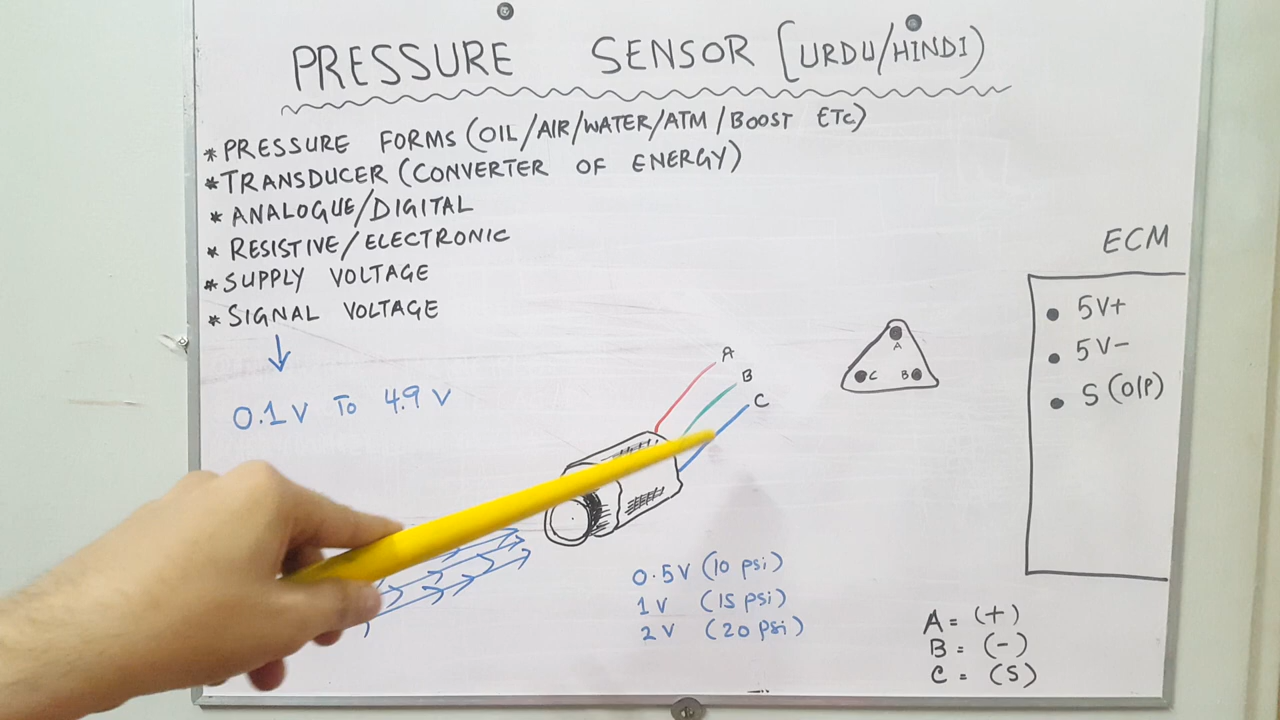 PRESSURE SENSOR [URDU/HINDI)
* PRESSURE FORMS (OIL/AIR/WATER/ATM/BOOST ETC)
* TRANSDUCER (CONVERTER OF ENERGY)
* ANALOGUE/DIGITAL
* RESISTIVE/ELECTRONIC
* SUPPLY VOLTAGE
* SIGNAL VOLTAGE
0.1V TO 4.9V
A
B
C
A
C B
ECM
5V+
5V-
S (O/P)
0.5V (10 psi)
1V (15 psi)
2V (20 psi)
A = (+)
B = (-)
C = (S)